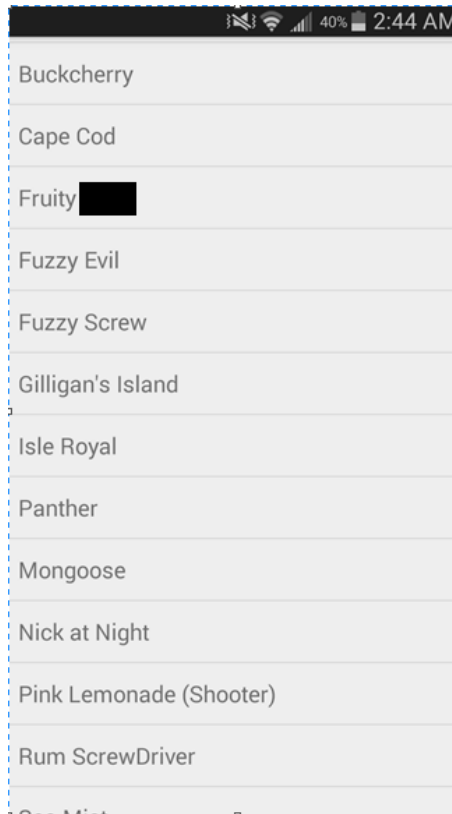 40% 2:44 AM
Buckcherry
Cape Cod
Fruity
Fuzzy Evil
Fuzzy Screw
Gilligan's Island
Isle Royal
Panther
Mongoose
Nick at Night
Pink Lemonade (Shooter)
Rum ScrewDriver